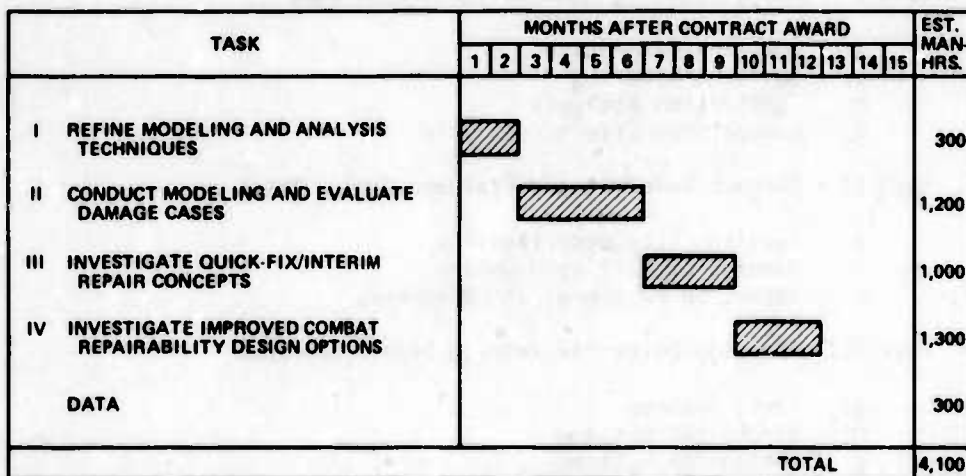 TASK
MONTHS AFTER CONTRACT AWARD
EST. MAN-HRS.
1 2 3 4 5 6 7 8 9 10 11 12 13 14 15
I REFINE MODELING AND ANALYSIS
TECHNIQUES
300
II CONDUCT MODELING AND EVALUATE
DAMAGE CASES
1,200
III INVESTIGATE QUICK-FIX/INTERIM
REPAIR CONCEPTS
1,000
IV INVESTIGATE IMPROVED COMBAT
REPAIRABILITY DESIGN OPTIONS
1,300
DATA
300
TOTAL
4,100